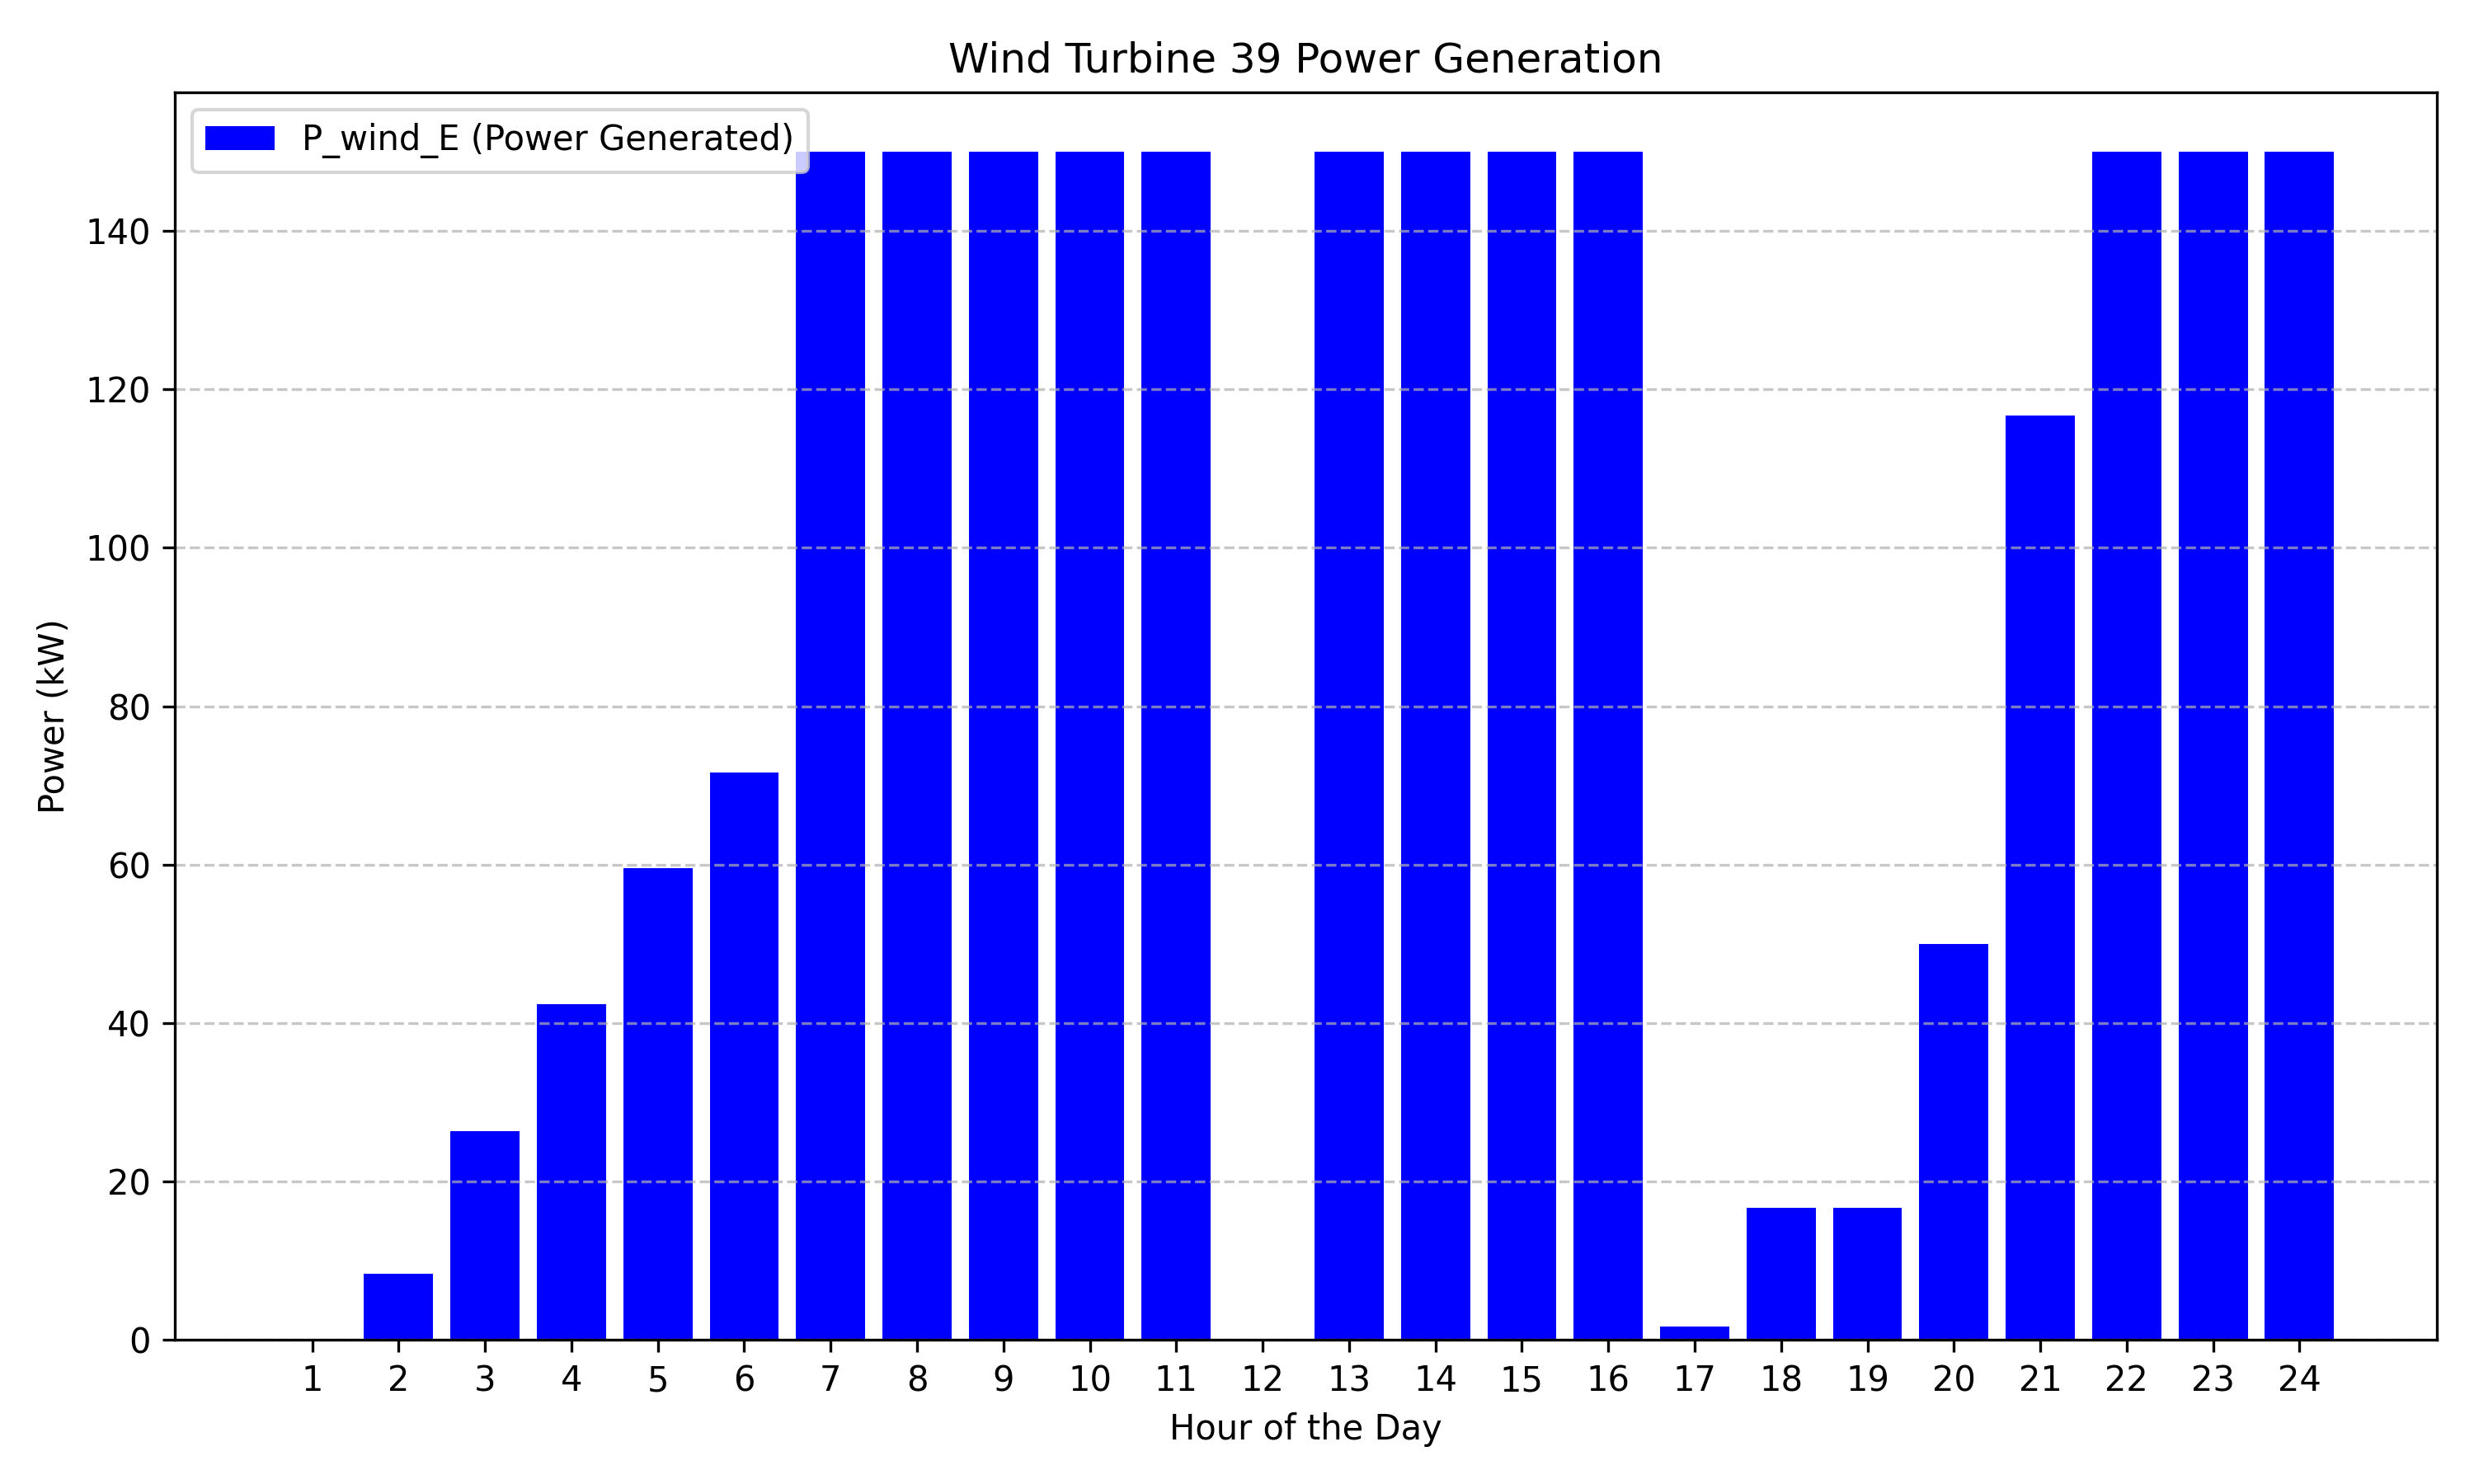 Wind Turbine 39 Power Generation
P_wind_E (Power Generated)
140
120
100
80
60
40
20
0
Power (kW)
1 2 3 4 5 6 7 8 9 10 11 12 13 14 15 16 17 18 19 20 21 22 23 24
Hour of the Day